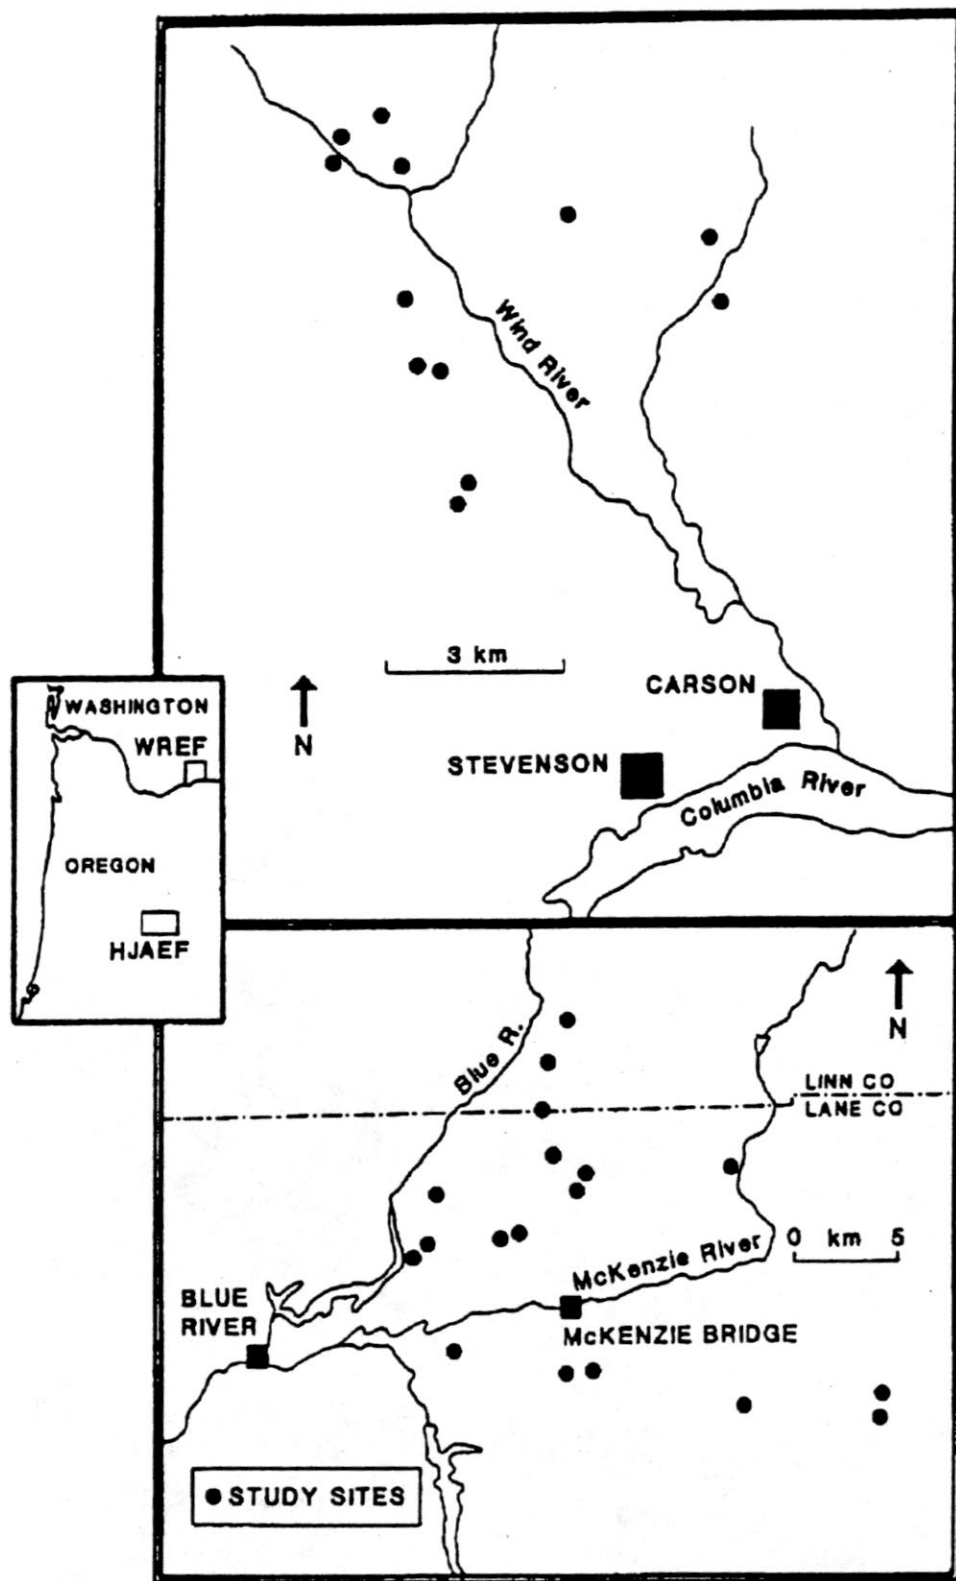 Wind River
3 km
N
CARSON
STEVENSON
Columbia River
WASHINGTON
WREF
OREGON
HJAEF
Blue R.
N
LINN CO
LANE CO
McKenzie River
0 km 5
BLUE
RIVER
McKENZIE BRIDGE
STUDY SITES